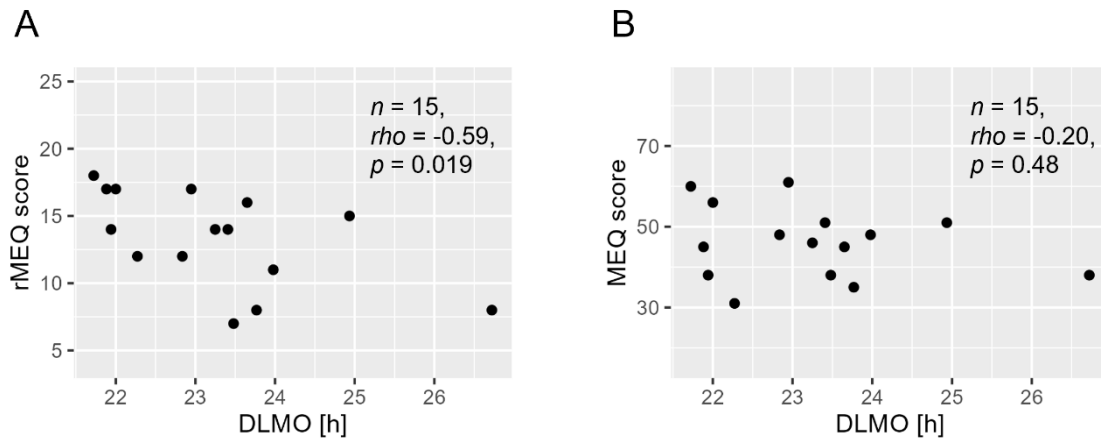 A
rMEQ score
25
20
15
10
5
n = 15,
rho = -0.59,
p = 0.019
22 23 24 25 26
DLMO [h]
B
MEQ score
70
50
30
n = 15,
rho = -0.20,
p = 0.48
22 23 24 25 26
DLMO [h]